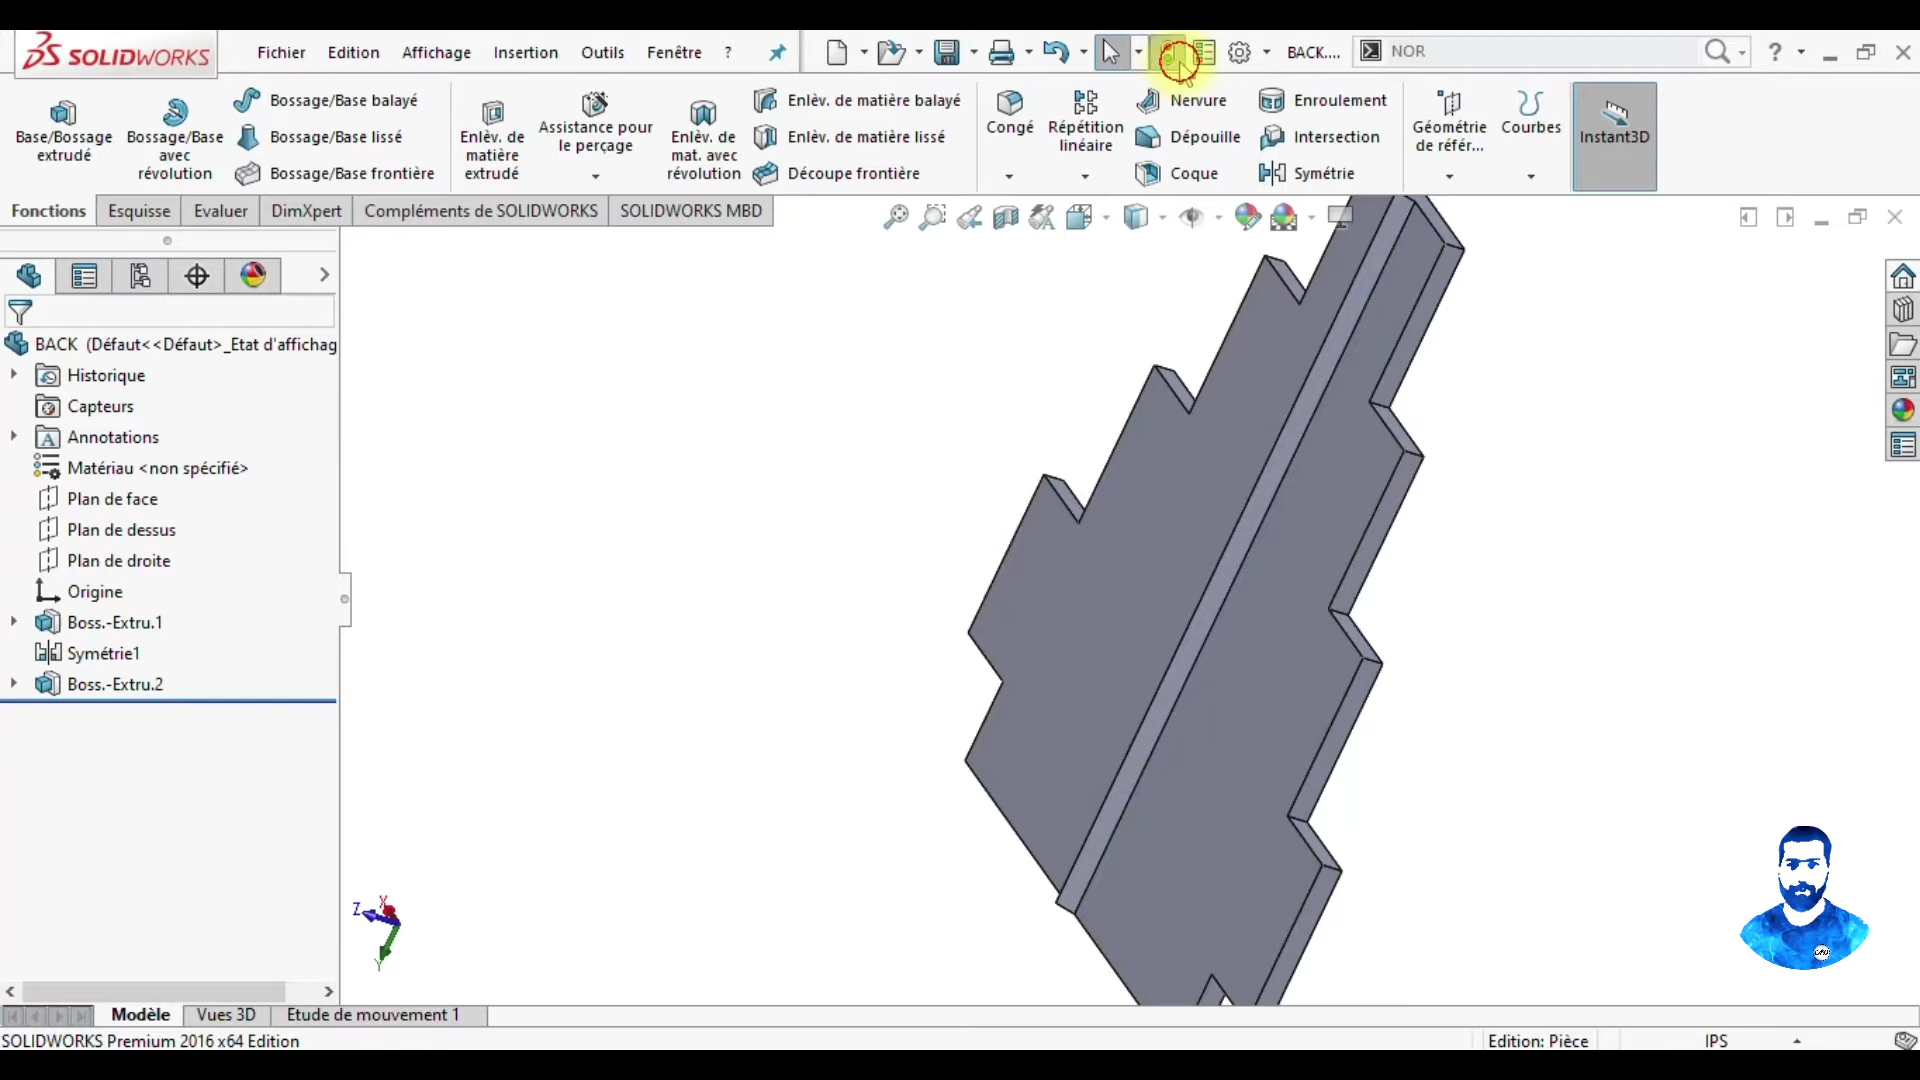 SOLIDWORKS
Fichier Edition Affichage Insertion Outils Fenêtre ?
BACK.... NOR ?
Base/Bossage extrudé
Bossage/Base avec révolution
Bossage/Base balayé
Bossage/Base lissé
Bossage/Base frontière
Enlèv. de matière extrudé
Assistance pour le perçage
Enlèv. de mat. avec révolution
Enlèv. de matière balayé
Enlèv. de matière lissé
Découpe frontière
Congé
Répétition linéaire
Nervure
Dépouille
Coque
Enroulement
Intersection
Symétrie
Géométrie de référ...
Courbes
Instant3D
Fonctions Esquisse Evaluer DimXpert Compléments de SOLIDWORKS SOLIDWORKS MBD
BACK (Défaut<<Défaut>_Etat d'affichag
Historique
Capteurs
Annotations
Matériau <non spécifié>
Plan de face
Plan de dessus
Plan de droite
Origine
Boss.-Extru.1
Symétrie1
Boss.-Extru.2
X
Z
Y
Modèle Vues 3D Etude de mouvement 1
SOLIDWORKS Premium 2016 x64 Edition
Edition: Pièce IPS